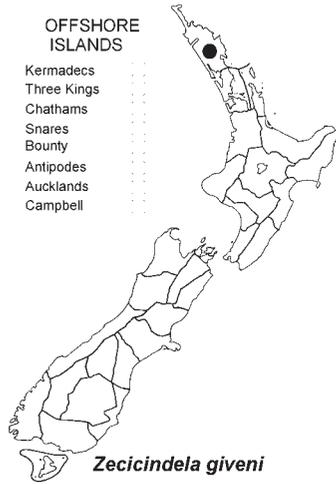 OFFSHORE
ISLANDS
Kermadecs
Three Kings
Chathams
Snares
Bounty
Antipodes
Aucklands
Campbell
Zecicindela giveni